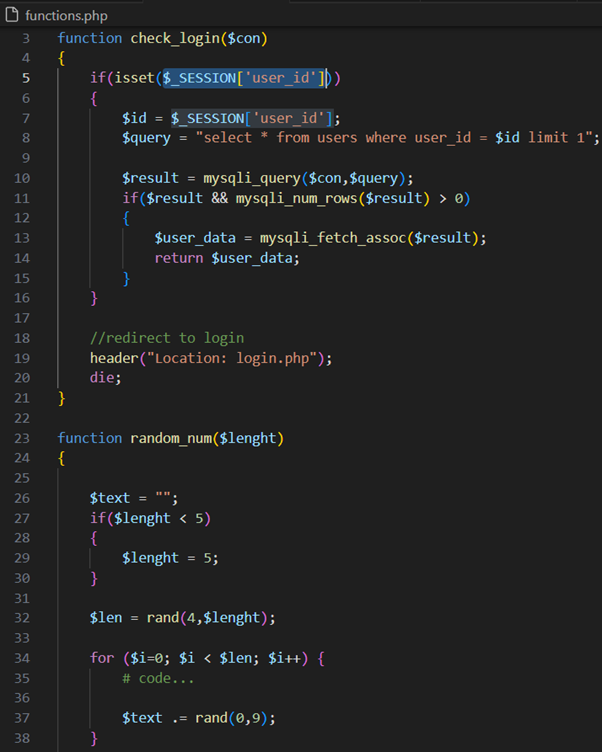 functions.php
3 function check_login($con)
4 {
5 if(isset($_SESSION['user_id']))
6 {
7 $id = $_SESSION['user_id'];
8 $query = "select * from users where user_id = $id limit 1";
9
10 $result = mysqli_query($con,$query);
11 if($result && mysqli_num_rows($result) > 0)
12 {
13 $user_data = mysqli_fetch_assoc($result);
14 return $user_data;
15 }
16 }
17
18 //redirect to login
19 header("Location: login.php");
20 die;
21 }
22
23 function random_num($lenght)
24 {
25
26 $text = "";
27 if($lenght < 5)
28 {
29 $lenght = 5;
30 }
31
32 $len = rand(4,$lenght);
33
34 for ($i=0; $i < $len; $i++) {
35 # code...
36
37 $text .= rand(0,9);
38 }